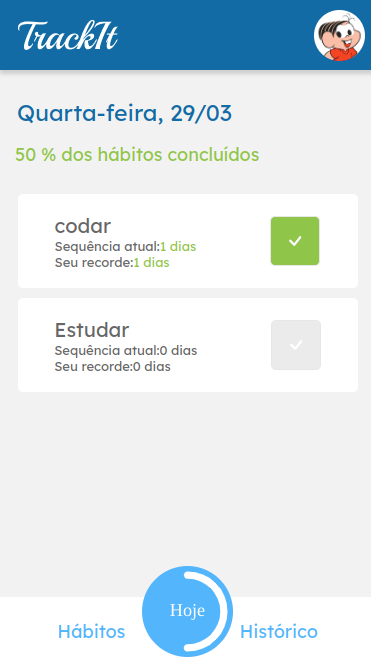 TrackIt
Quarta-feira, 29/03
50 % dos hábitos concluídos
codar
Sequência atual:1 dias
Seu recorde:1 dias
Estudar
Sequência atual:0 dias
Seu recorde:0 dias
Hábitos
Hoje
Histórico